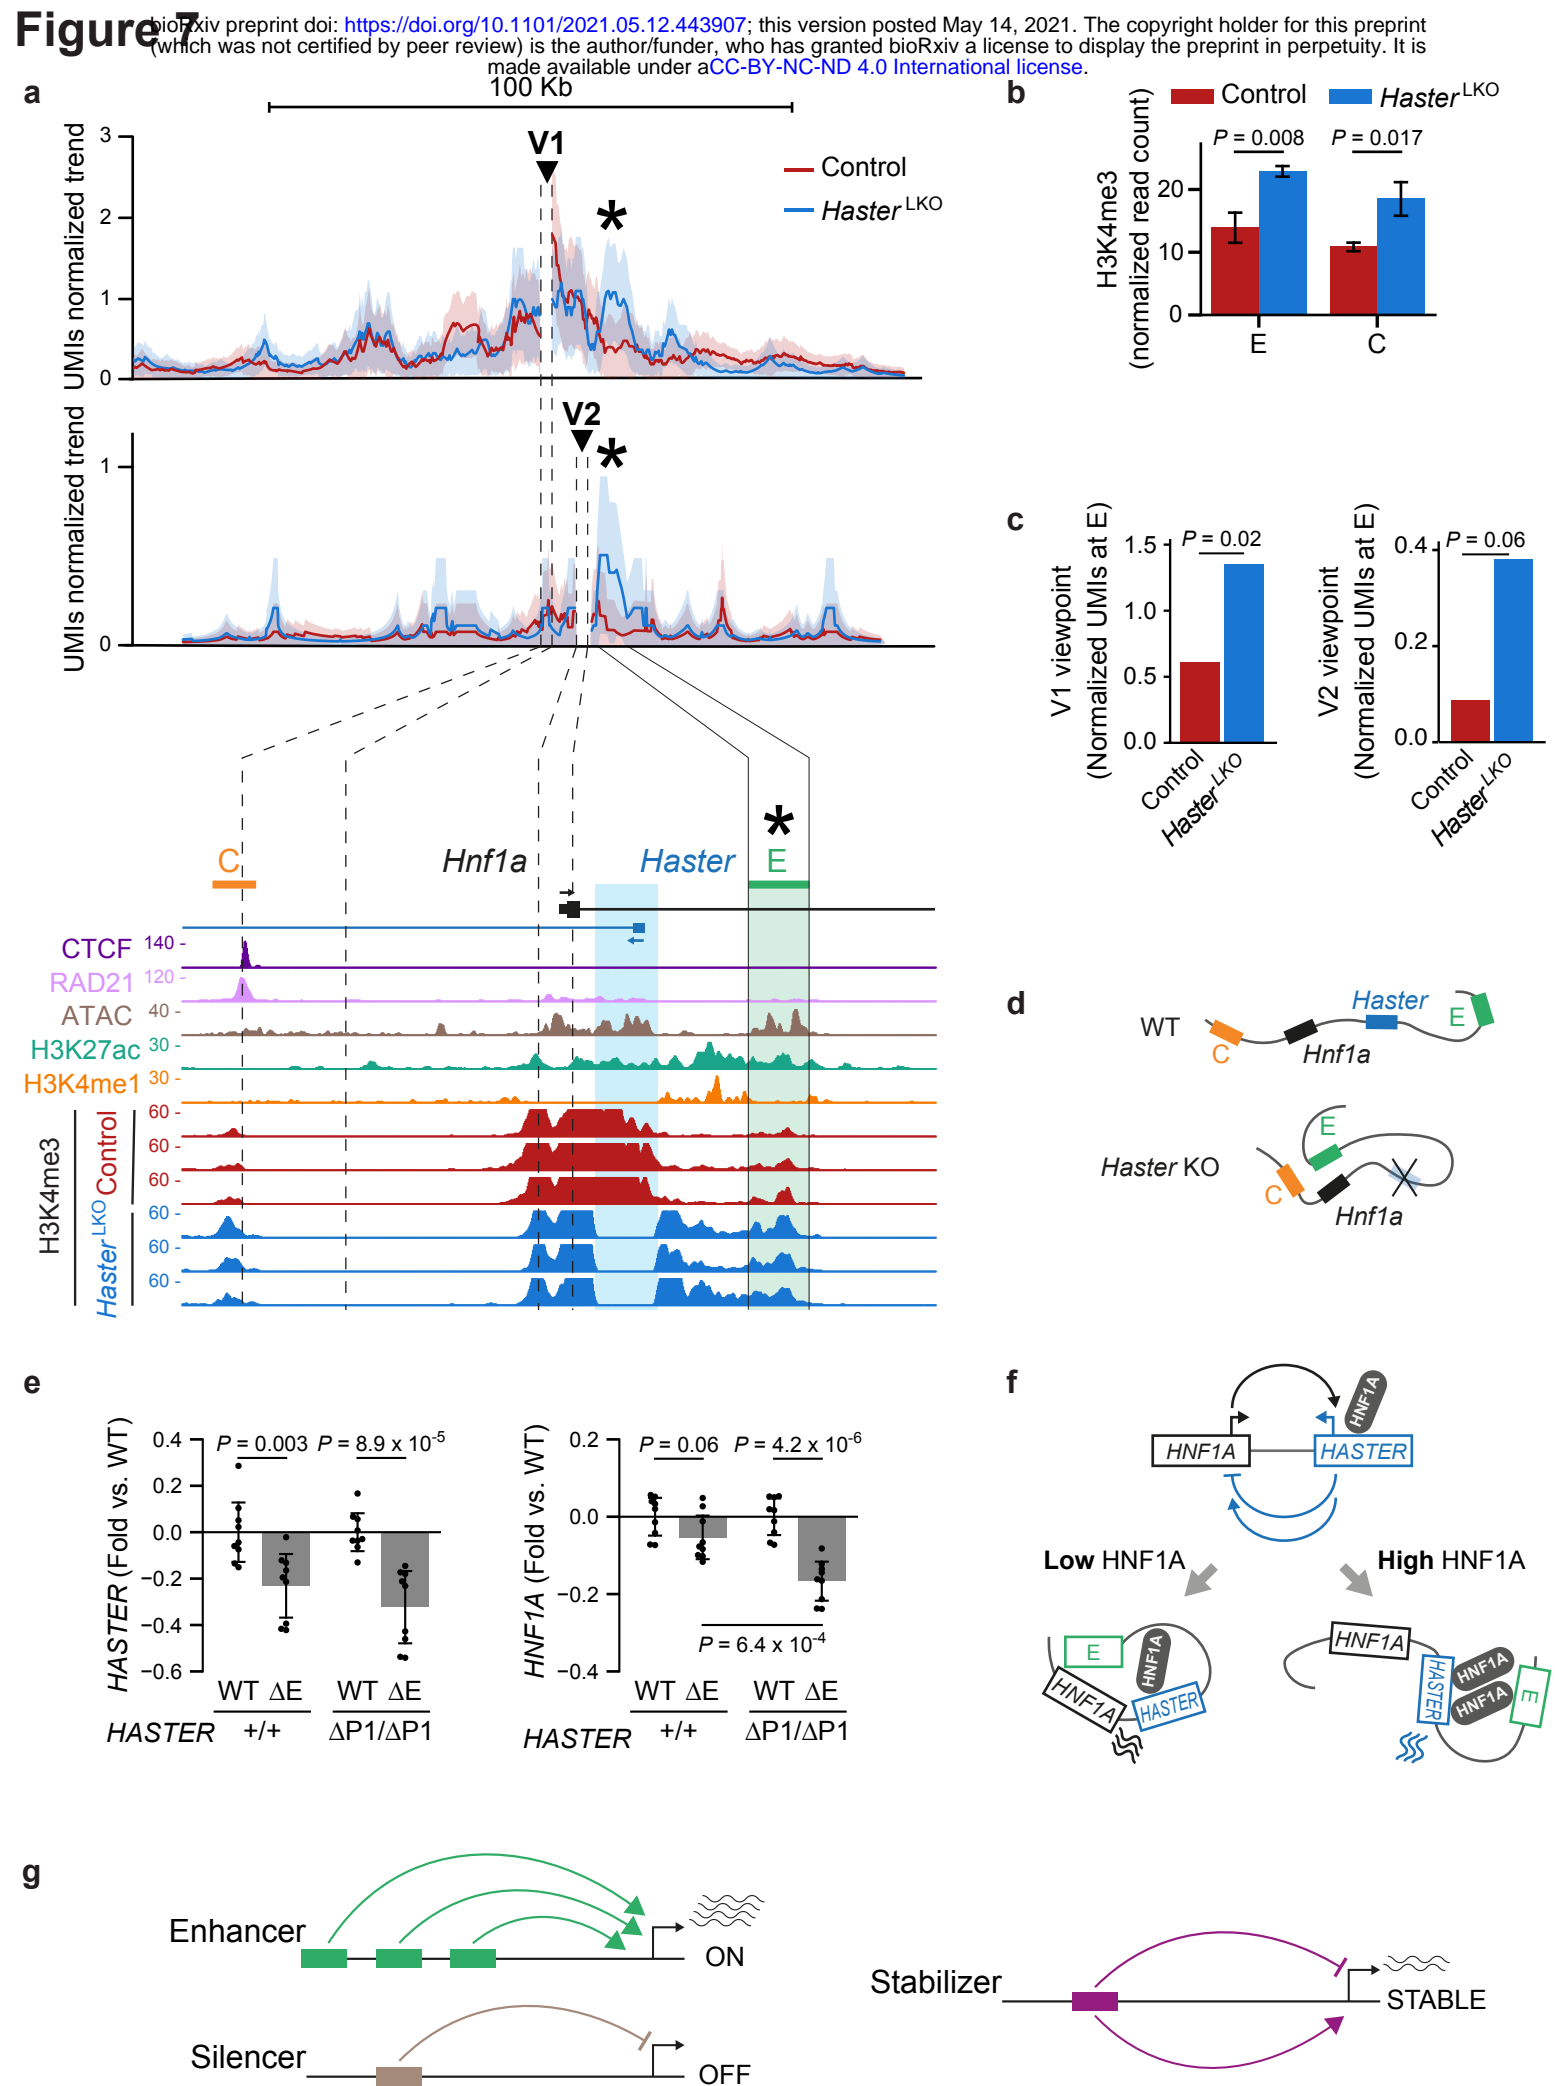 Figure 7
bioRxiv preprint doi: https://doi.org/10.1101/2021.05.12.443907; this version posted May 14, 2021. The copyright holder for this preprint
(which was not certified by peer review) is the author/funder, who has granted bioRxiv a license to display the preprint in perpetuity. It is
made available under aCC-BY-NC-ND 4.0 International license.
a
100 Kb
UMIs normalized trend
3
2
1
0
V1
*
Control
Haster LKO
UMIs normalized trend
1
0
V2
*
*
C
Hnf1a
Haster
E
CTCF 140 -
RAD21 120 -
ATAC 40 -
H3K27ac 30 -
H3K4me1 30 -
H3K4me3
Control
60 -
60 -
60 -
Haster LKO
60 -
60 -
60 -
b
Control
Haster LKO
H3K4me3
(normalized read count)
P = 0.008
P = 0.017
20
10
0
E
C
c
V1 viewpoint
(Normalized UMIs at E)
P = 0.02
1.5
1.0
0.5
0.0
Control
Haster LKO
V2 viewpoint
(Normalized UMIs at E)
P = 0.06
0.4
0.2
0.0
Control
Haster LKO
d
WT
C
Hnf1a
Haster
E
Haster KO
E
C
Hnf1a
e
HASTER (Fold vs. WT)
0.4
0.2
0.0
−0.2
−0.4
−0.6
P = 0.003
P = 8.9 x 10-5
WT ΔE
WT ΔE
HASTER
+/+
ΔP1/ΔP1
HNF1A (Fold vs. WT)
0.2
0.0
−0.2
−0.4
P = 0.06
P = 4.2 x 10-6
P = 6.4 x 10-4
WT ΔE
WT ΔE
HASTER
+/+
ΔP1/ΔP1
f
HNF1A
HNF1A
HASTER
Low HNF1A
High HNF1A
E
HNF1A
HNF1A
HASTER
HNF1A
HASTER
HNF1A
HNF1A
E
g
Enhancer
ON
Silencer
OFF
Stabilizer
STABLE